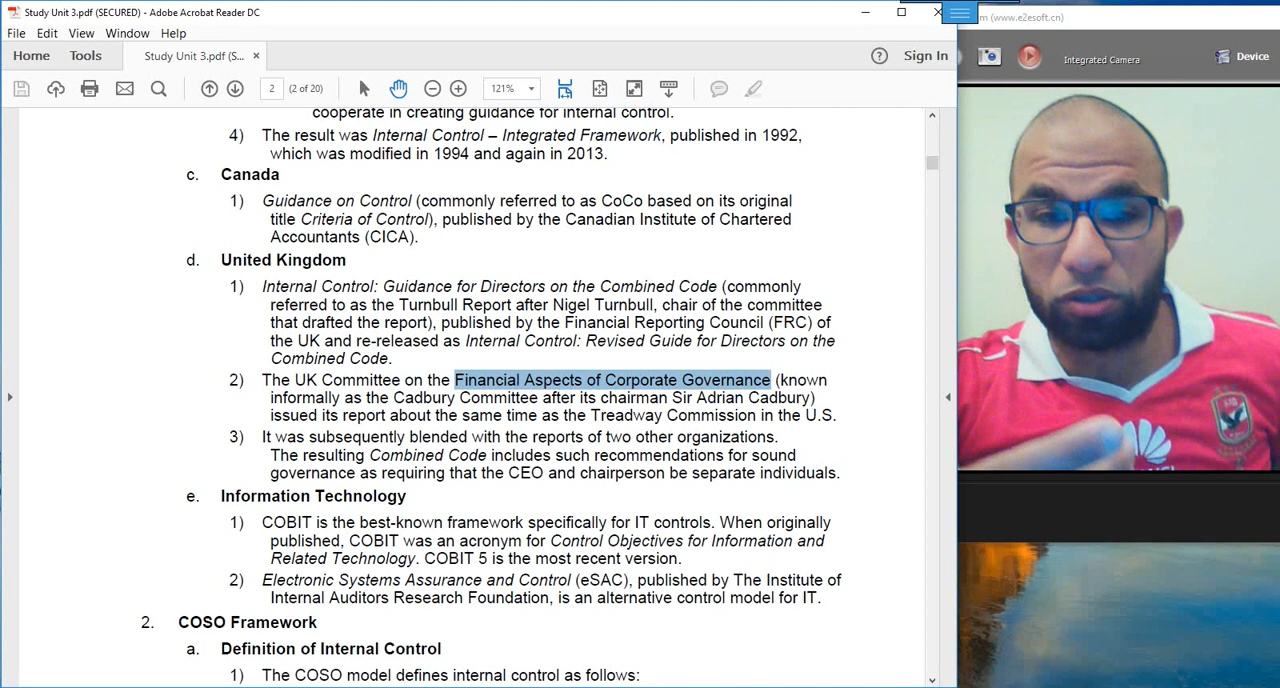 Study Unit 3.pdf (SECURED) - Adobe Acrobat Reader DC
m (www.e2esoft.cn)
File Edit View Window Help
Home Tools Study Unit 3.pdf (S... × Sign In
Integrated Camera Device
2 (2 of 20) 121%
cooperate in creating guidance for internal control.
4) The result was Internal Control – Integrated Framework, published in 1992,
which was modified in 1994 and again in 2013.
c. Canada
1) Guidance on Control (commonly referred to as CoCo based on its original
title Criteria of Control), published by the Canadian Institute of Chartered
Accountants (CICA).
d. United Kingdom
1) Internal Control: Guidance for Directors on the Combined Code (commonly
referred to as the Turnbull Report after Nigel Turnbull, chair of the committee
that drafted the report), published by the Financial Reporting Council (FRC) of
the UK and re-released as Internal Control: Revised Guide for Directors on the
Combined Code.
2) The UK Committee on the Financial Aspects of Corporate Governance (known
informally as the Cadbury Committee after its chairman Sir Adrian Cadbury)
issued its report about the same time as the Treadway Commission in the U.S.
3) It was subsequently blended with the reports of two other organizations.
The resulting Combined Code includes such recommendations for sound
governance as requiring that the CEO and chairperson be separate individuals.
e. Information Technology
1) COBIT is the best-known framework specifically for IT controls. When originally
published, COBIT was an acronym for Control Objectives for Information and
Related Technology. COBIT 5 is the most recent version.
2) Electronic Systems Assurance and Control (eSAC), published by The Institute of
Internal Auditors Research Foundation, is an alternative control model for IT.
2. COSO Framework
a. Definition of Internal Control
1) The COSO model defines internal control as follows: